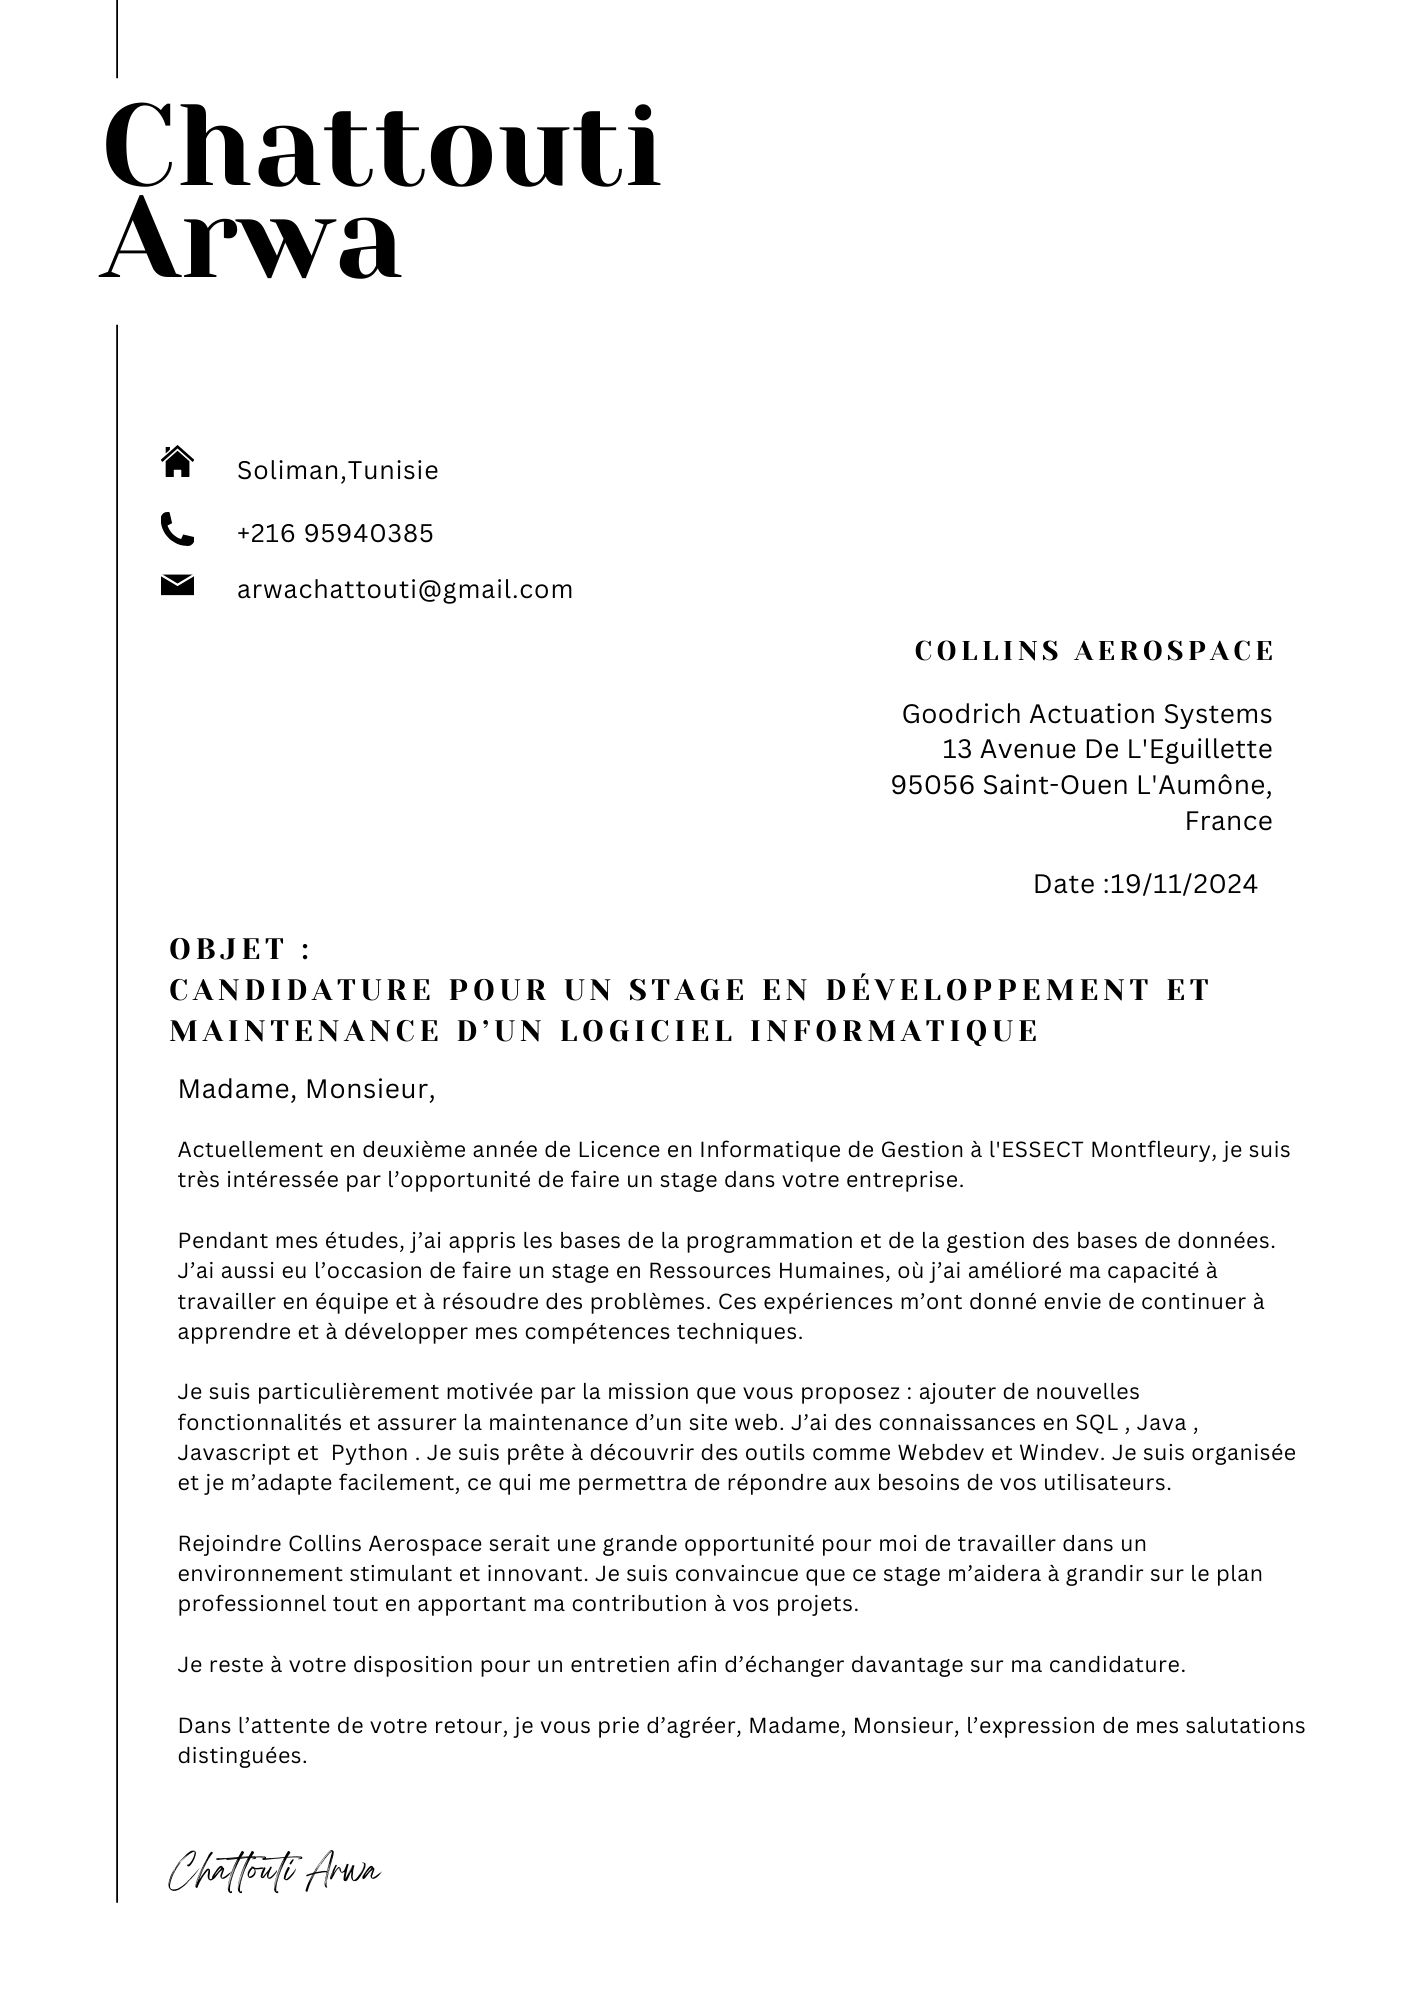 Chattouti
Arwa
Soliman,Tunisie
+216 95940385
arwachattouti@gmail.com
COLLINS AEROSPACE
Goodrich Actuation Systems
13 Avenue De L'Eguillette
95056 Saint-Ouen L'Aumône,
France
Date :19/11/2024
OBJET :
CANDIDATURE POUR UN STAGE EN DÉVELOPPEMENT ET
MAINTENANCE D’UN LOGICIEL INFORMATIQUE
Madame, Monsieur,
Actuellement en deuxième année de Licence en Informatique de Gestion à l'ESSECT Montfleury, je suis
très intéressée par l’opportunité de faire un stage dans votre entreprise.
Pendant mes études, j’ai appris les bases de la programmation et de la gestion des bases de données.
J’ai aussi eu l’occasion de faire un stage en Ressources Humaines, où j’ai amélioré ma capacité à
travailler en équipe et à résoudre des problèmes. Ces expériences m’ont donné envie de continuer à
apprendre et à développer mes compétences techniques.
Je suis particulièrement motivée par la mission que vous proposez : ajouter de nouvelles
fonctionnalités et assurer la maintenance d’un site web. J’ai des connaissances en SQL , Java ,
Javascript et  Python . Je suis prête à découvrir des outils comme Webdev et Windev. Je suis organisée
et je m’adapte facilement, ce qui me permettra de répondre aux besoins de vos utilisateurs.
Rejoindre Collins Aerospace serait une grande opportunité pour moi de travailler dans un
environnement stimulant et innovant. Je suis convaincue que ce stage m’aidera à grandir sur le plan
professionnel tout en apportant ma contribution à vos projets.
Je reste à votre disposition pour un entretien afin d’échanger davantage sur ma candidature.
Dans l’attente de votre retour, je vous prie d’agréer, Madame, Monsieur, l’expression de mes salutations
distinguées.
Chattouti Arwa